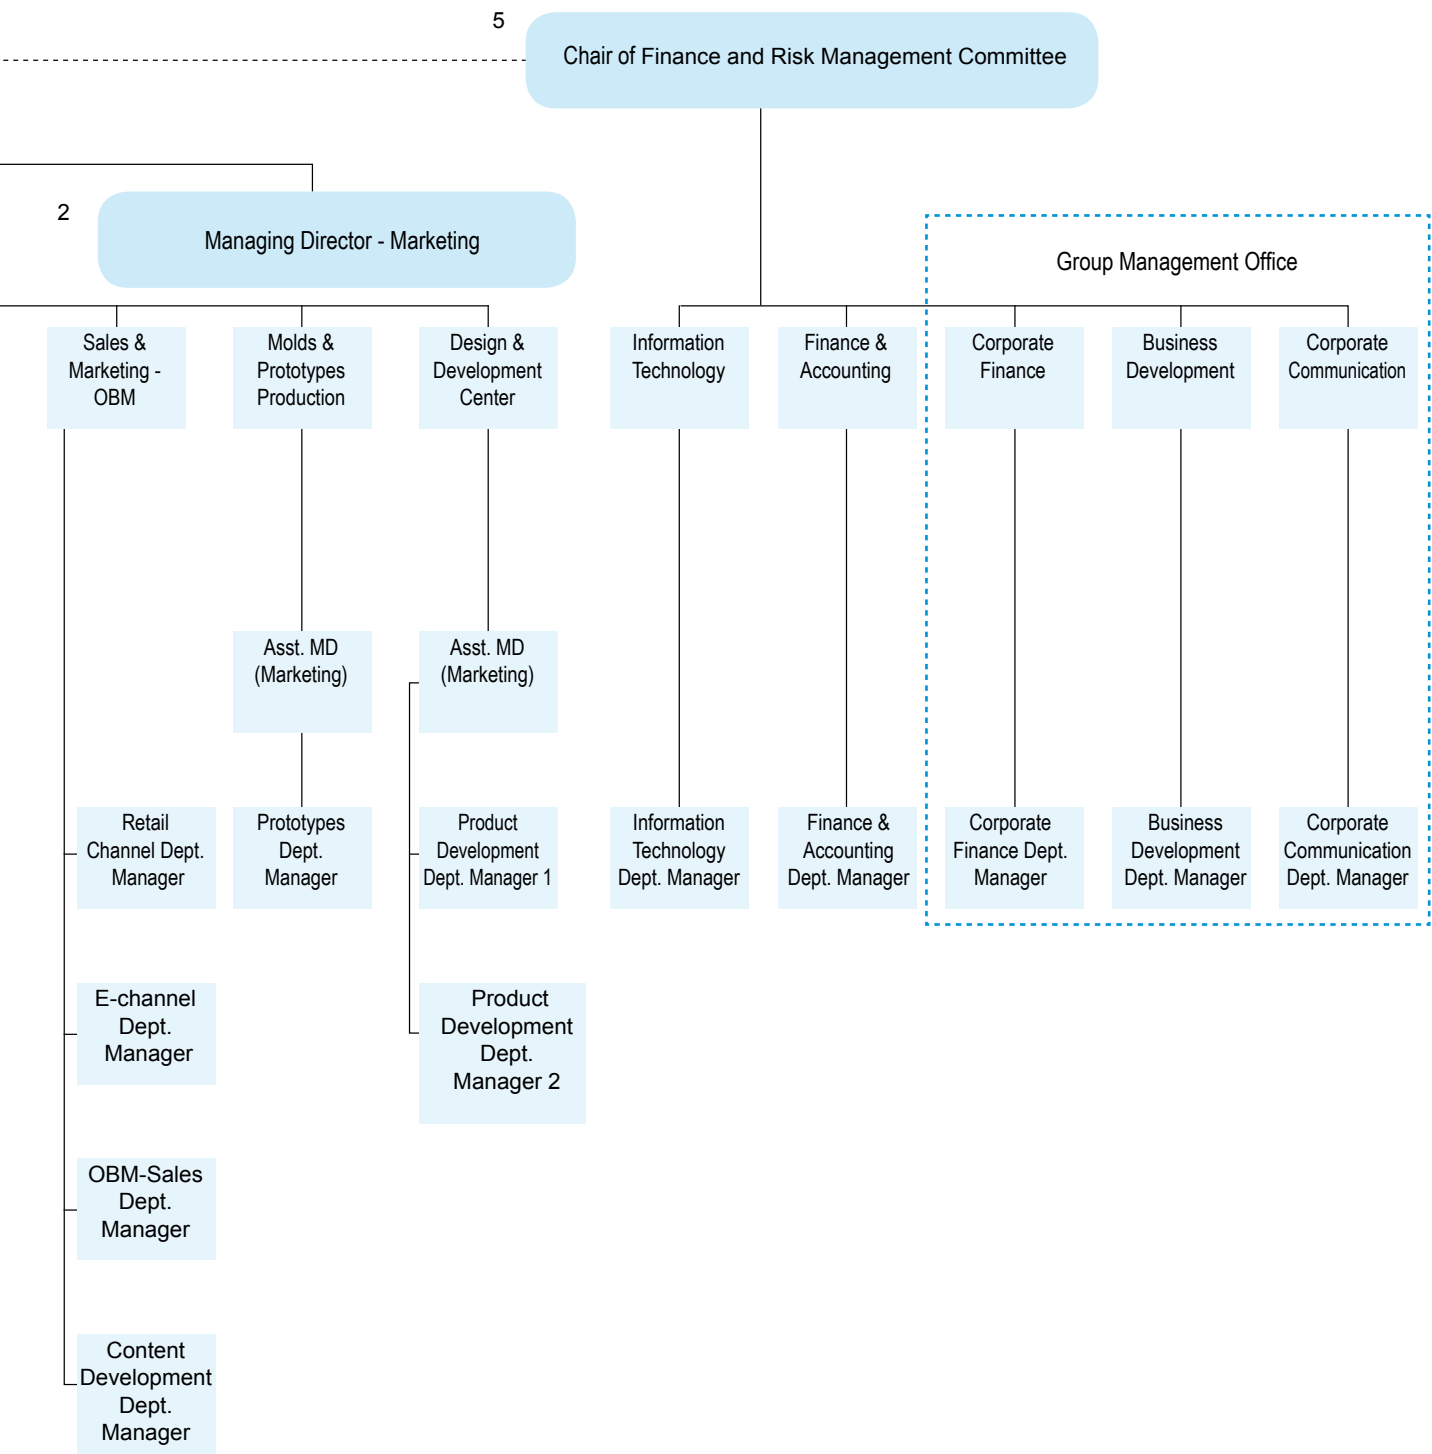 5
Chair of Finance and Risk Management Committee
2
Managing Director - Marketing
Group Management Office
Sales &
Marketing -
OBM
Molds &
Prototypes
Production
Design &
Development
Center
Information
Technology
Finance &
Accounting
Corporate
Finance
Business
Development
Corporate
Communication
Asst. MD
(Marketing)
Asst. MD
(Marketing)
Retail
Channel Dept.
Manager
Prototypes
Dept.
Manager
Product
Development
Dept. Manager 1
Information
Technology
Dept. Manager
Finance &
Accounting
Dept. Manager
Corporate
Finance Dept.
Manager
Business
Development
Dept. Manager
Corporate
Communication
Dept. Manager
E-channel
Dept.
Manager
Product
Development
Dept.
Manager 2
OBM-Sales
Dept.
Manager
Content
Development
Dept.
Manager